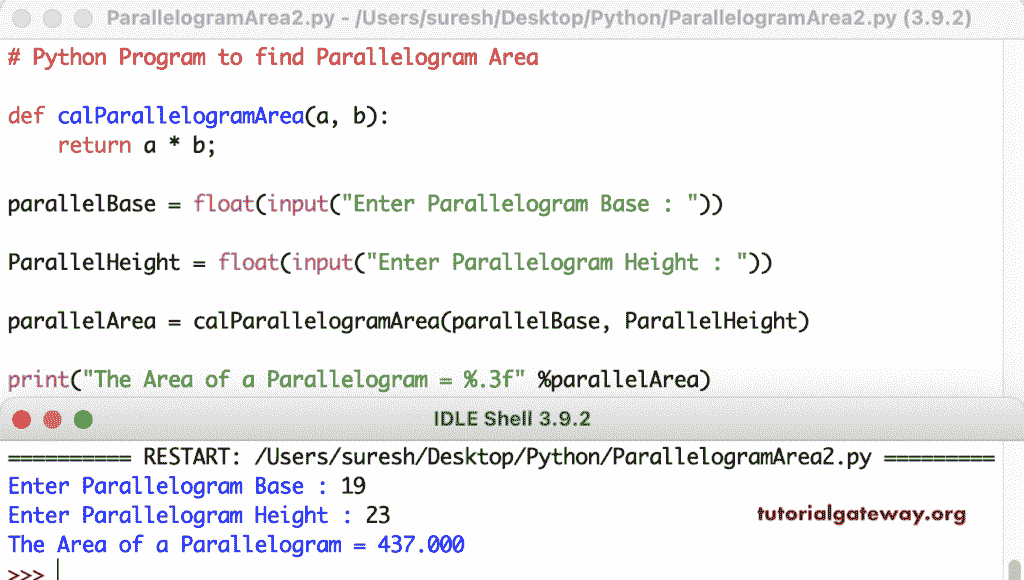 ParallelogramArea2.py - /Users/suresh/Desktop/Python/ParallelogramArea2.py (3.9.2)
# Python Program to find Parallelogram Area
def calParallelogramArea(a, b):
    return a * b;
parallelBase = float(input("Enter Parallelogram Base : "))
ParallelHeight = float(input("Enter Parallelogram Height : "))
parallelArea = calParallelogramArea(parallelBase, ParallelHeight)
print("The Area of a Parallelogram = %.3f" %parallelArea)
IDLE Shell 3.9.2
========== RESTART: /Users/suresh/Desktop/Python/ParallelogramArea2.py =========
Enter Parallelogram Base : 19
Enter Parallelogram Height : 23
tutorialgateway.org
The Area of a Parallelogram = 437.000
>>>